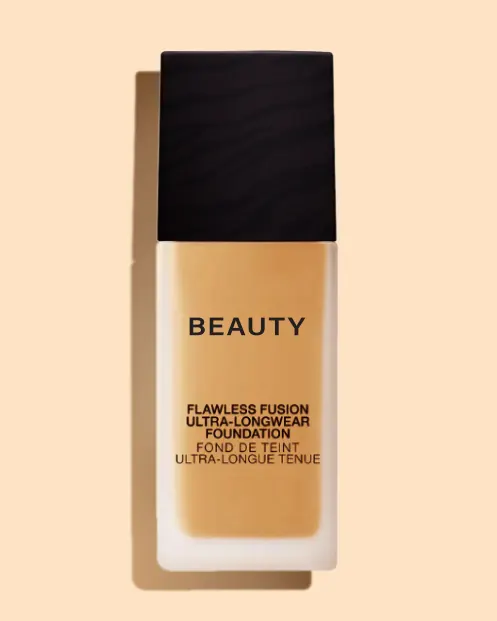 BEAUTY
FLAWLESS FUSION
ULTRA-LONGWEAR
FOUNDATION
FOND DE TEINT
ULTRA-LONGUE TENUE